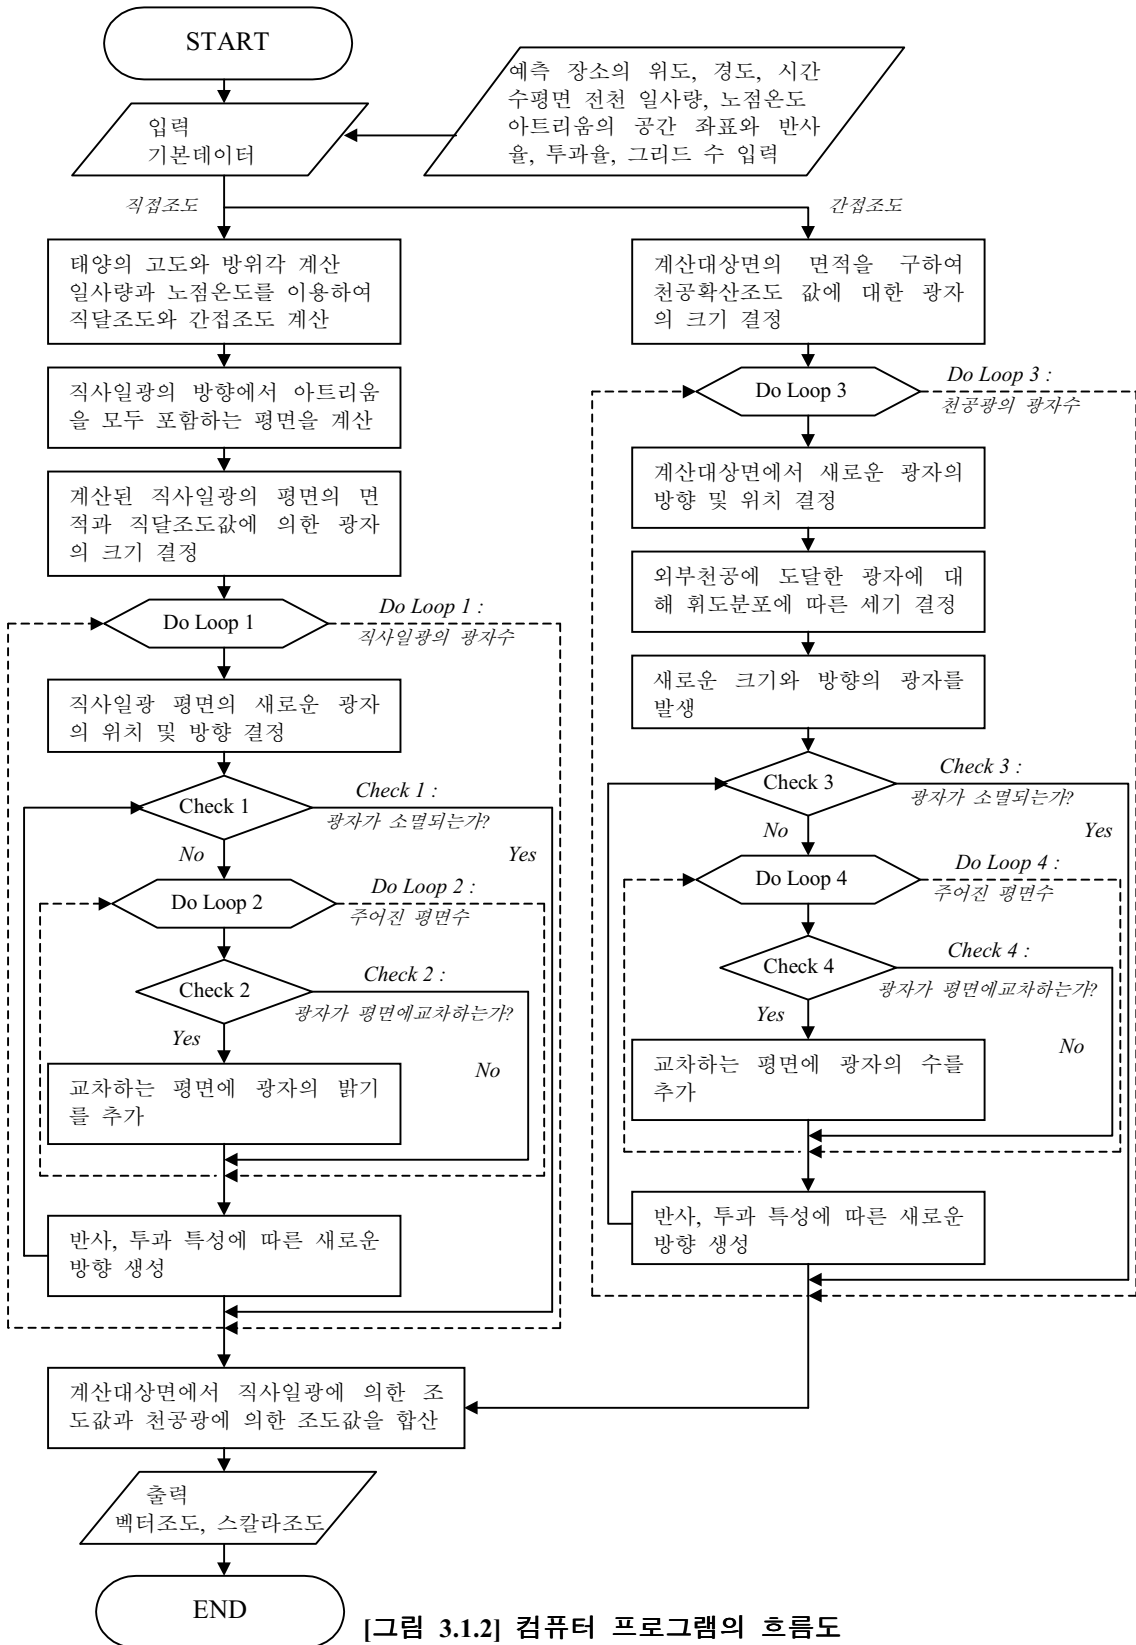 START
예측 장소의 위도, 경도, 시간
수평면 전천 일사량, 노점온도
아트리움의 공간 좌표와 반사
율, 투과율, 그리드 수 입력
입력
기본데이터
직접조도
태양의 고도와 방위각 계산
일사량과 노점온도를 이용하여
직달조도와 간접조도 계산
직사일광의 방향에서 아트리움
을 모두 포함하는 평면을 계산
계산된 직사일광의 평면의 면
적과 직달조도값에 의한 광자
의 크기 결정
Do Loop 1
Do Loop 1 :
직사일광의 광자수
직사일광 평면의 새로운 광자
의 위치 및 방향 결정
Check 1
Check 1 :
광자가 소멸되는가?
No
Yes
Do Loop 2
Do Loop 2 :
주어진 평면수
Check 2
Check 2 :
광자가 평면에교차하는가?
Yes
No
교차하는 평면에 광자의 밝기
를 추가
반사, 투과 특성에 따른 새로운
방향 생성
간접조도
계산대상면의 면적을 구하여
천공확산조도 값에 대한 광자
의 크기 결정
Do Loop 3
Do Loop 3 :
천공광의 광자수
계산대상면에서 새로운 광자의
방향 및 위치 결정
외부천공에 도달한 광자에 대
해 휘도분포에 따른 세기 결정
새로운 크기와 방향의 광자를
발생
Check 3
Check 3 :
광자가 소멸되는가?
No
Yes
Do Loop 4
Do Loop 4 :
주어진 평면수
Check 4
Check 4 :
광자가 평면에교차하는가?
Yes
No
교차하는 평면에 광자의 수를
추가
반사, 투과 특성에 따른 새로운
방향 생성
계산대상면에서 직사일광에 의한 조
도값과 천공광에 의한 조도값을 합산
출력
벡터조도, 스칼라조도
END
[그림 3.1.2] 컴퓨터 프로그램의 흐름도